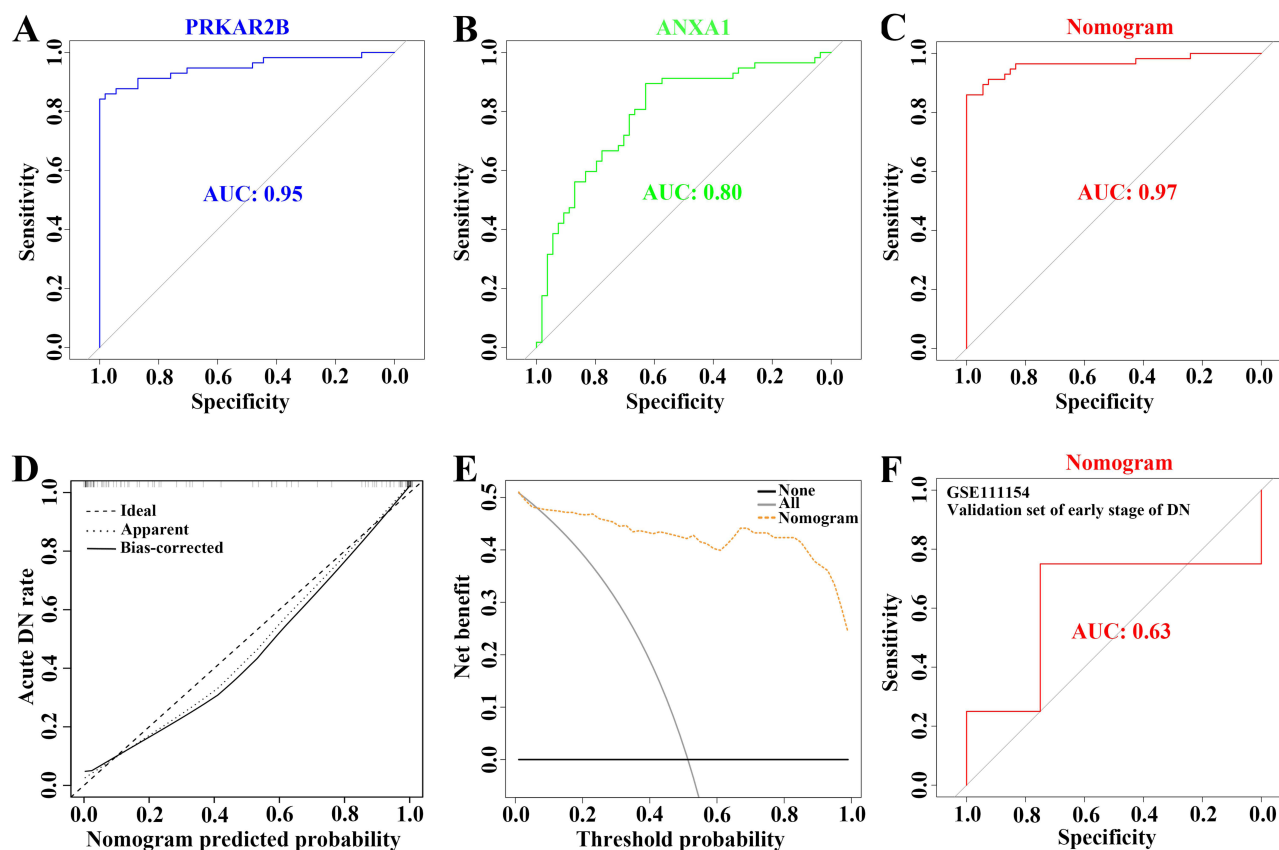 A
PRKAR2B
1.0
0.8
0.6
0.4
0.2
0.0
Sensitivity
AUC: 0.95
1.0 0.8 0.6 0.4 0.2 0.0
Specificity
B
ANXA1
1.0
0.8
0.6
0.4
0.2
0.0
Sensitivity
AUC: 0.80
1.0 0.8 0.6 0.4 0.2 0.0
Specificity
C
Nomogram
1.0
0.8
0.6
0.4
0.2
0.0
Sensitivity
AUC: 0.97
1.0 0.8 0.6 0.4 0.2 0.0
Specificity
D
Ideal
Apparent
Bias-corrected
1.0
0.8
0.6
0.4
0.2
0.0
Acute DN rate
0.0 0.2 0.4 0.6 0.8 1.0
Nomogram predicted probability
E
None
All
Nomogram
0.5
0.4
0.3
0.2
0.1
0.0
Net benefit
0.0 0.2 0.4 0.6 0.8 1.0
Threshold probability
F
Nomogram
GSE111154
Validation set of early stage of DN
1.0
0.8
0.6
0.4
0.2
0.0
Sensitivity
AUC: 0.63
1.0 0.8 0.6 0.4 0.2 0.0
Specificity